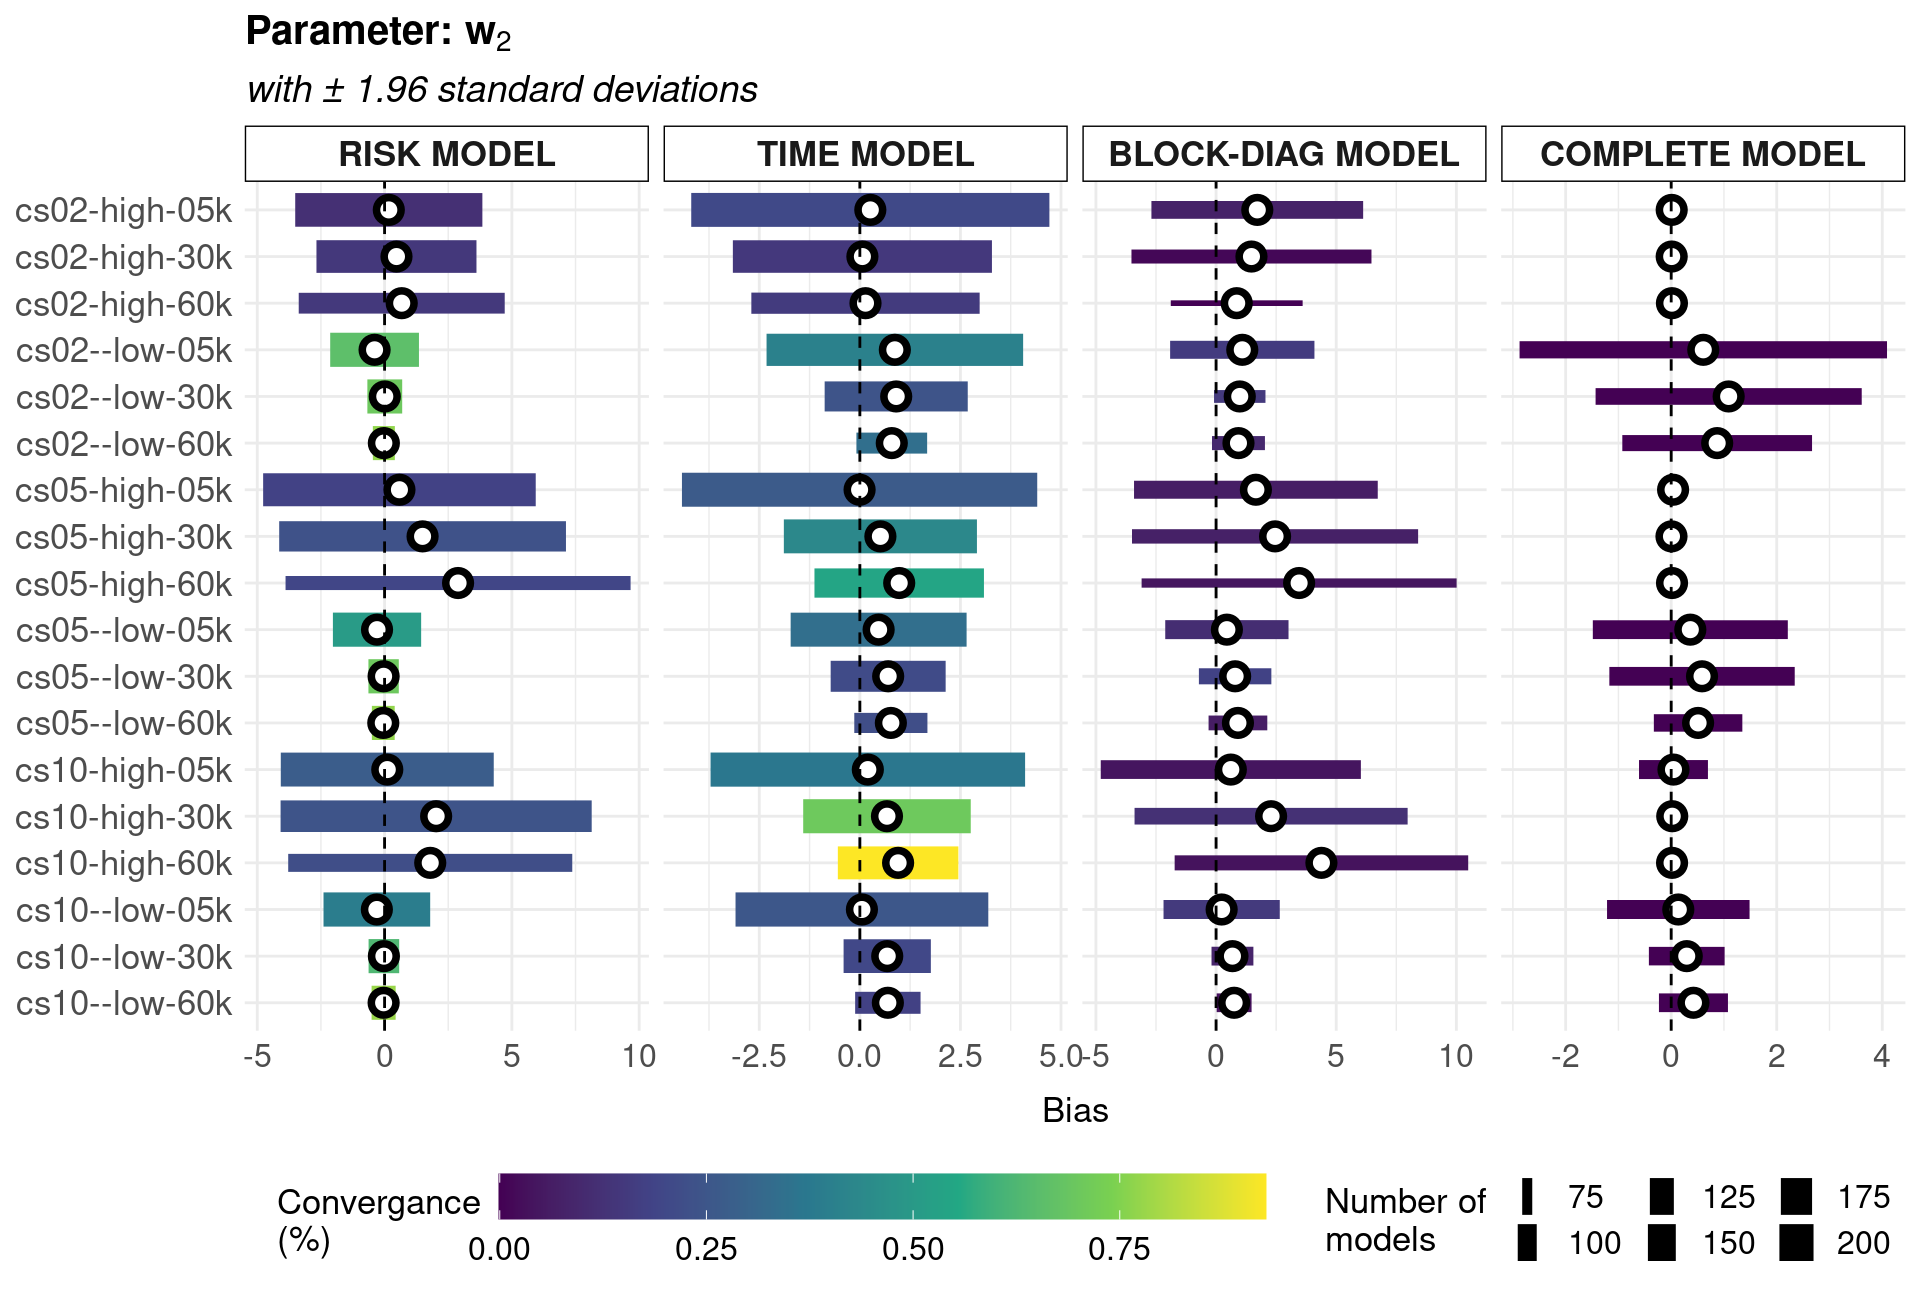 Parameter: w2
with ± 1.96 standard deviations
RISK MODEL TIME MODEL BLOCK-DIAG MODEL COMPLETE MODEL
cs02-high-05k
cs02-high-30k
cs02-high-60k
cs02--low-05k
cs02--low-30k
cs02--low-60k
cs05-high-05k
cs05-high-30k
cs05-high-60k
cs05--low-05k
cs05--low-30k
cs05--low-60k
cs10-high-05k
cs10-high-30k
cs10-high-60k
cs10--low-05k
cs10--low-30k
cs10--low-60k
-5 0 5 10 -2.5 0.0 2.5 5.0 -5 0 5 10 -2 0 2 4
Bias
Convergance
(%)
0.00 0.25 0.50 0.75
Number of
models
75 125 175
100 150 200